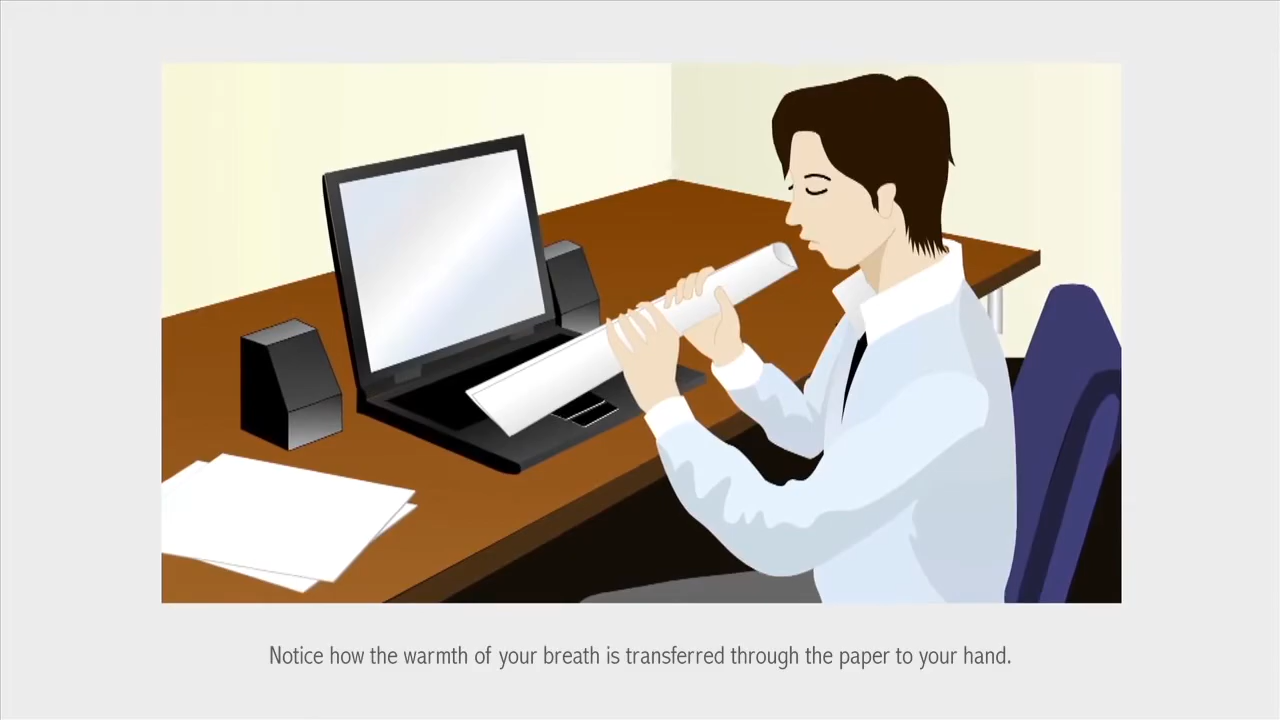 Notice how the warmth of your breath is transferred through the paper to your hand.